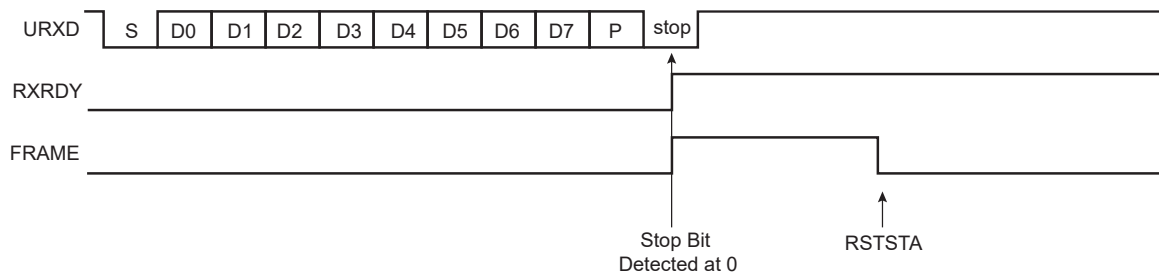 URXD S D0 D1 D2 D3 D4 D5 D6 D7 P stop
RXRDY
FRAME
Stop Bit
Detected at 0
RSTSTA